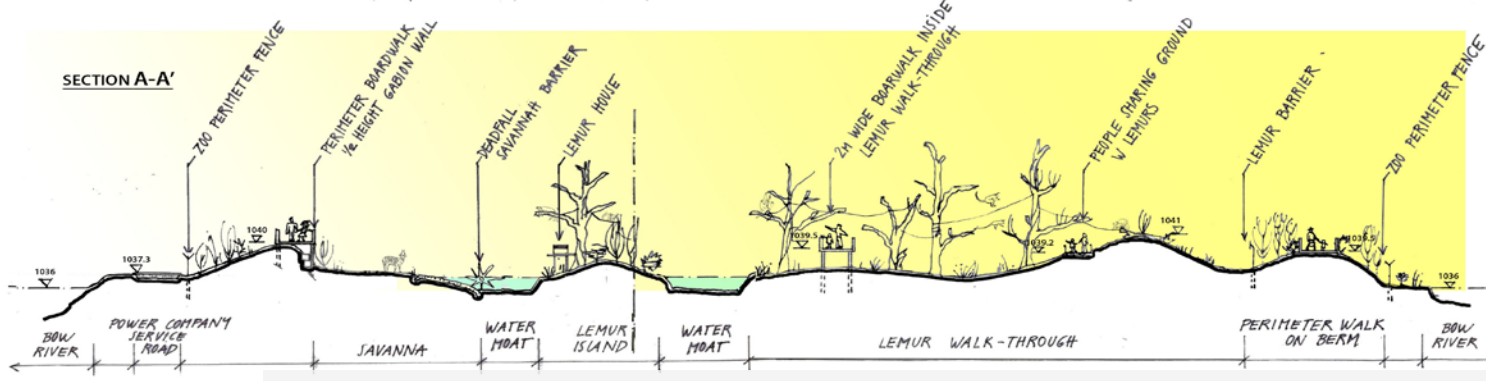 SECTION A-A'
ZOO PERIMETER FENCE
PERIMETER BOARDWALK
1/2 HEIGHT GABION WALL
DEADFALL
SAVANNAH BARRIER
LEMUR HOUSE
2m WIDE BOARWALK INSIDE
LEMUR WALK-THROUGH
PEOPLE SHARING GROUND
W LEMURS
LEMUR BARRIER
ZOO PERIMETER FENCE
1036
1037.3
1040
1039.5
1039.2
1041
1039.5
1036
BOW
RIVER
POWER COMPANY
SERVICE
ROAD
SAVANNA
WATER
MOAT
LEMUR
ISLAND
WATER
MOAT
LEMUR WALK-THROUGH
PERIMETER WALK
ON BERM
BOW
RIVER